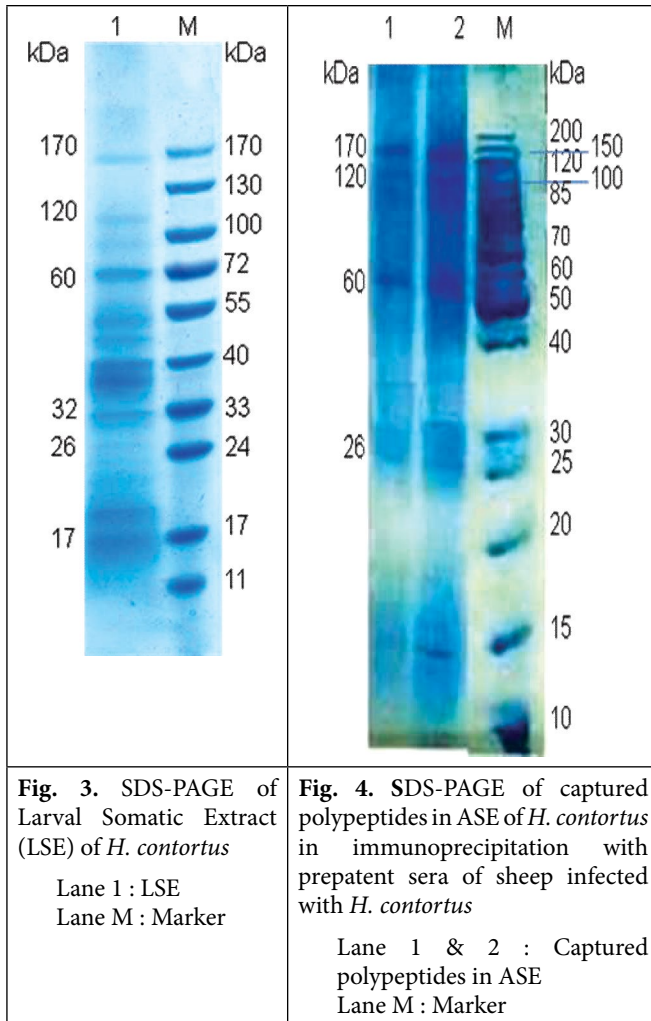 1 M
kDa kDa
170 170
130
120
100
60 72
55
40
32 33
26 24
17 17
11
1 2 M
kDa kDa
200
170 150
120 120
100
85
70
60 60
50
40
30
26 25
20
15
10
Fig. 3. SDS-PAGE of
Larval Somatic Extract
(LSE) of H. contortus
Lane 1 : LSE
Lane M : Marker
Fig. 4. SDS-PAGE of captured
polypeptides in ASE of H. contortus
in immunoprecipitation with
prepatent sera of sheep infected
with H. contortus
Lane 1 & 2 : Captured
polypeptides in ASE
Lane M : Marker